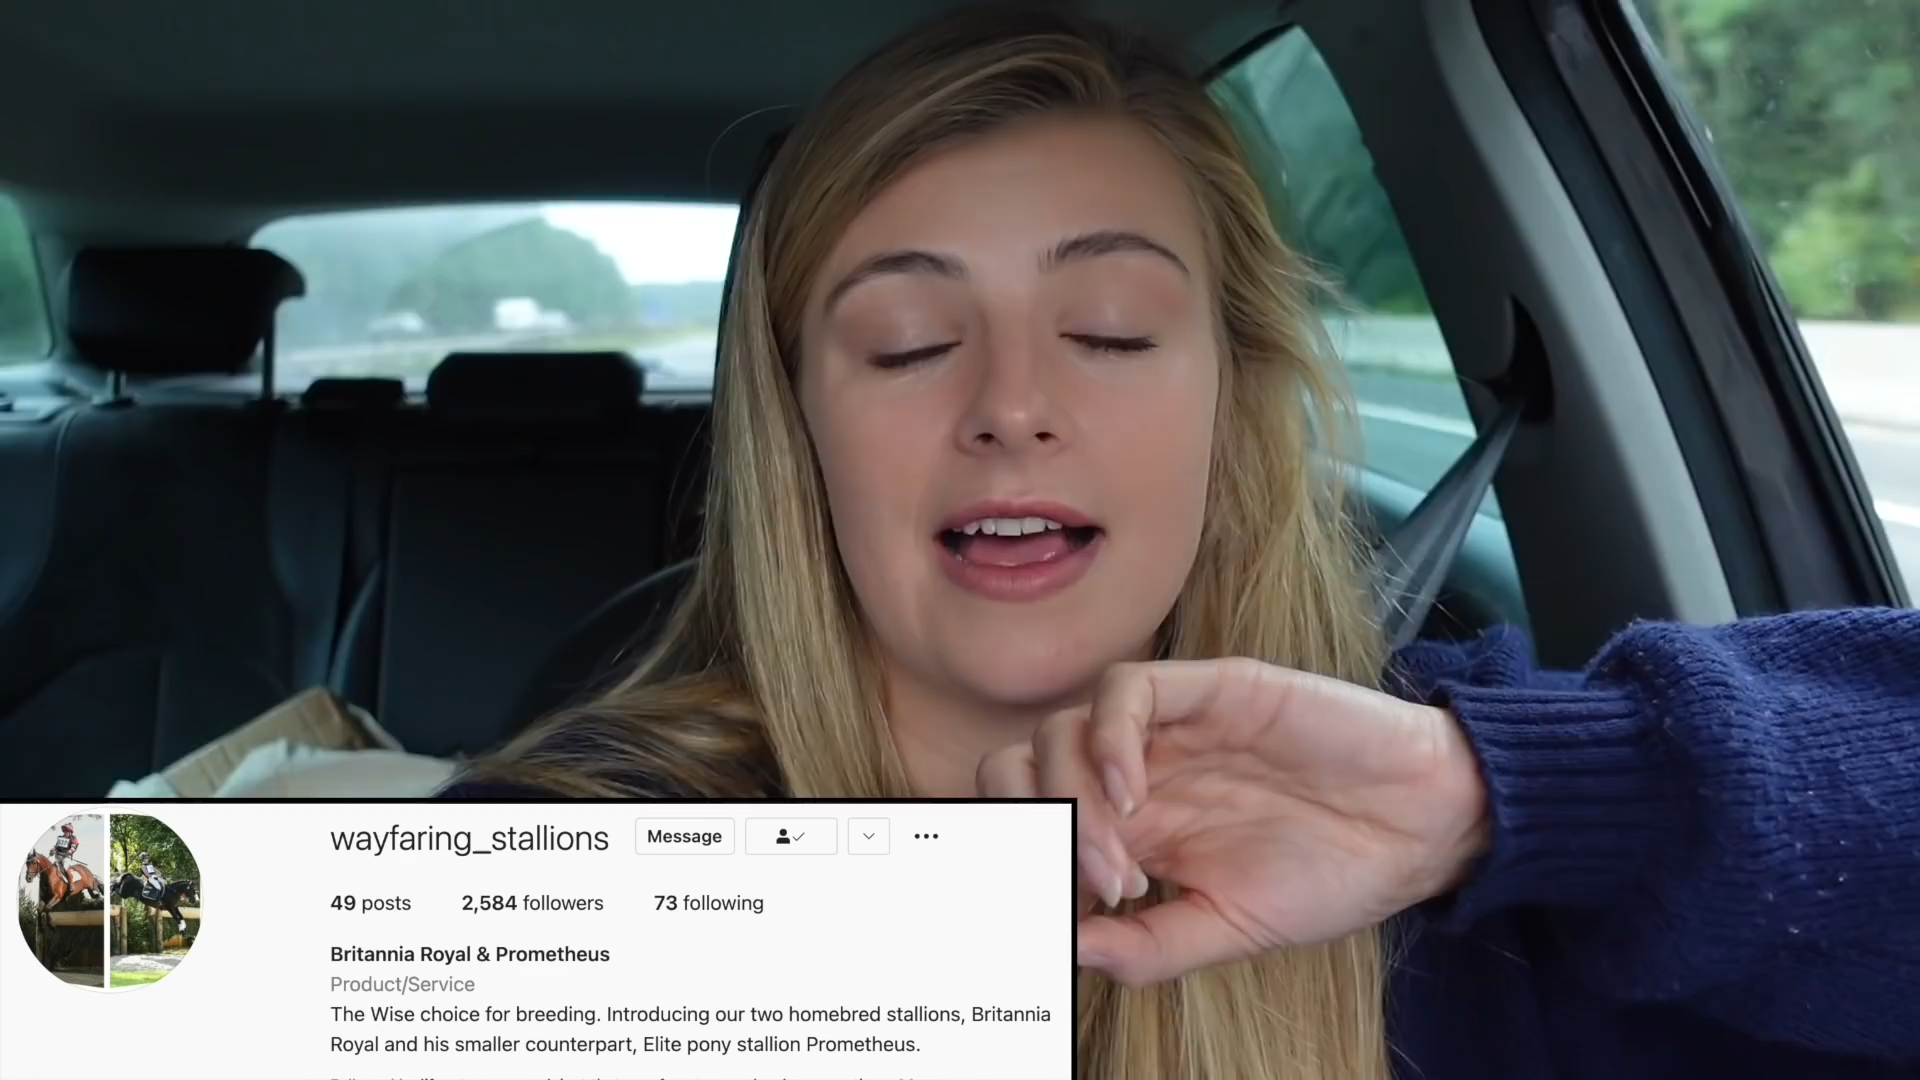 wayfaring_stallions
Message
49 posts
2,584 followers
73 following
Britannia Royal & Prometheus
Product/Service
The Wise choice for breeding. Introducing our two homebred stallions, Britannia
Royal and his smaller counterpart, Elite pony stallion Prometheus.